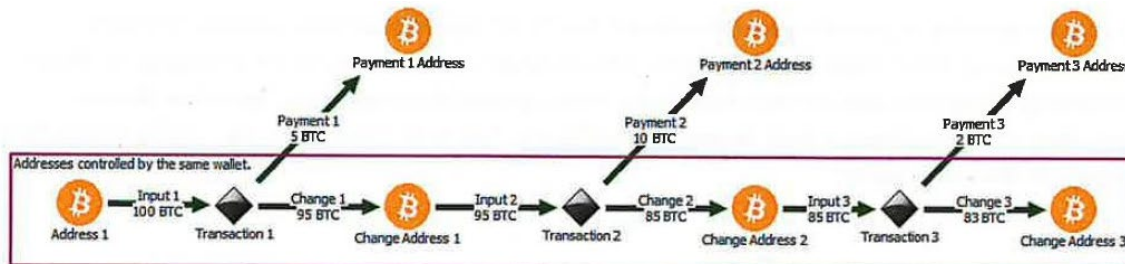 Payment 1 Address
Payment 2 Address
Payment 3 Address
Payment 1
5 BTC
Payment 2
10 BTC
Payment 3
2 BTC
Addresses controlled by the same wallet.
Input 1
100 BTC
Change 1
95 BTC
Input 2
95 BTC
Change 2
85 BTC
Input 3
85 BTC
Change 3
83 BTC
Address 1
Transaction 1
Change Address 1
Transaction 2
Change Address 2
Transaction 3
Change Address 3